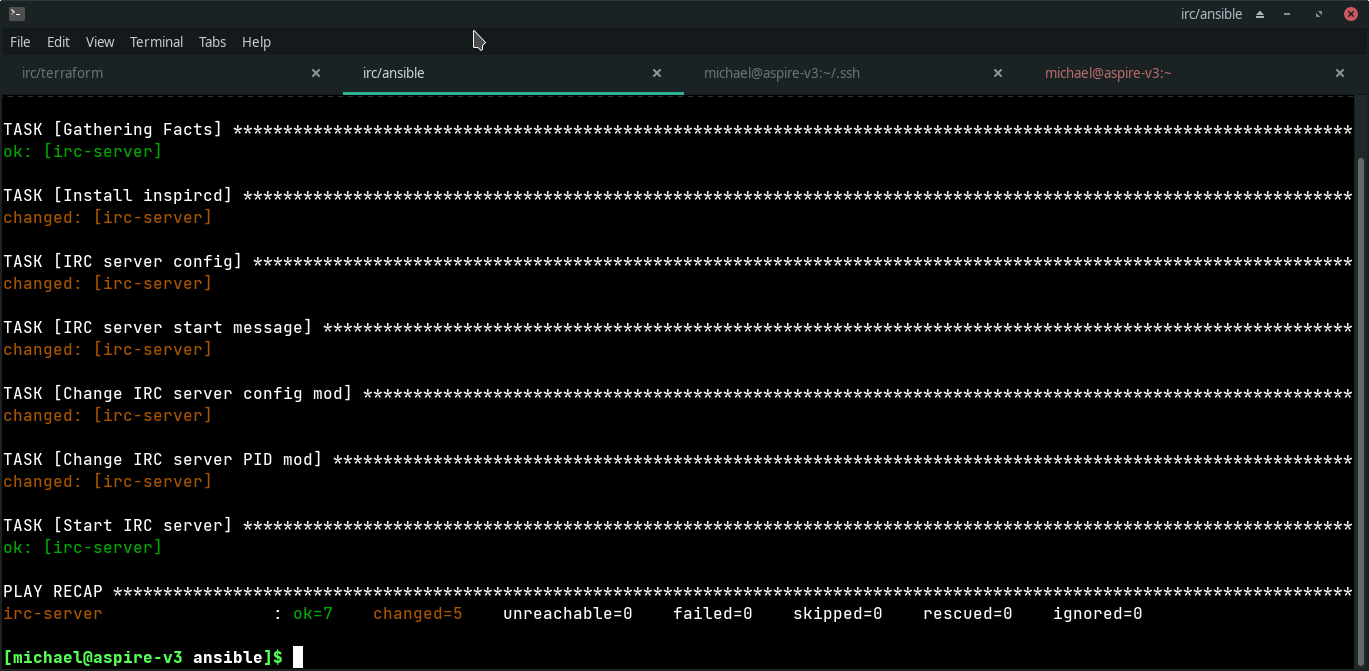 irc/ansible
File Edit View Terminal Tabs Help
irc/terraform irc/ansible michael@aspire-v3:~/.ssh michael@aspire-v3:~
TASK [Gathering Facts] ****************************************************************************************************************
ok: [irc-server]
TASK [Install inspircd] ***************************************************************************************************************
changed: [irc-server]
TASK [IRC server config] **************************************************************************************************************
changed: [irc-server]
TASK [IRC server start message] *******************************************************************************************************
changed: [irc-server]
TASK [Change IRC server config mod] ***************************************************************************************************
changed: [irc-server]
TASK [Change IRC server PID mod] ******************************************************************************************************
changed: [irc-server]
TASK [Start IRC server] ***************************************************************************************************************
ok: [irc-server]
PLAY RECAP ****************************************************************************************************************************
irc-server : ok=7 changed=5 unreachable=0 failed=0 skipped=0 rescued=0 ignored=0
[michael@aspire-v3 ansible]$